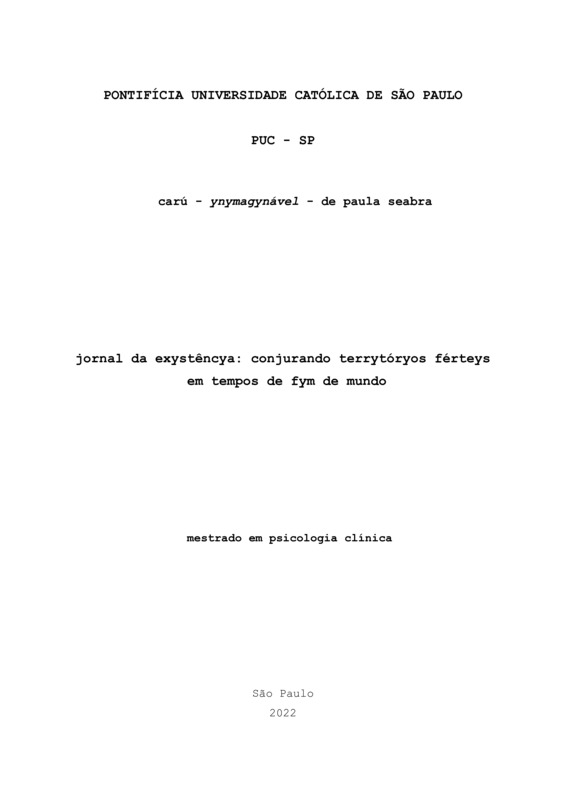 PONTIFÍCIA UNIVERSIDADE CATÓLICA DE SÃO PAULO
PUC - SP
carú - ynymagynável - de paula seabra
jornal da exystêncya: conjurando terrytóryos férteys
em tempos de fym de mundo
mestrado em psicologia clínica
São Paulo
2022